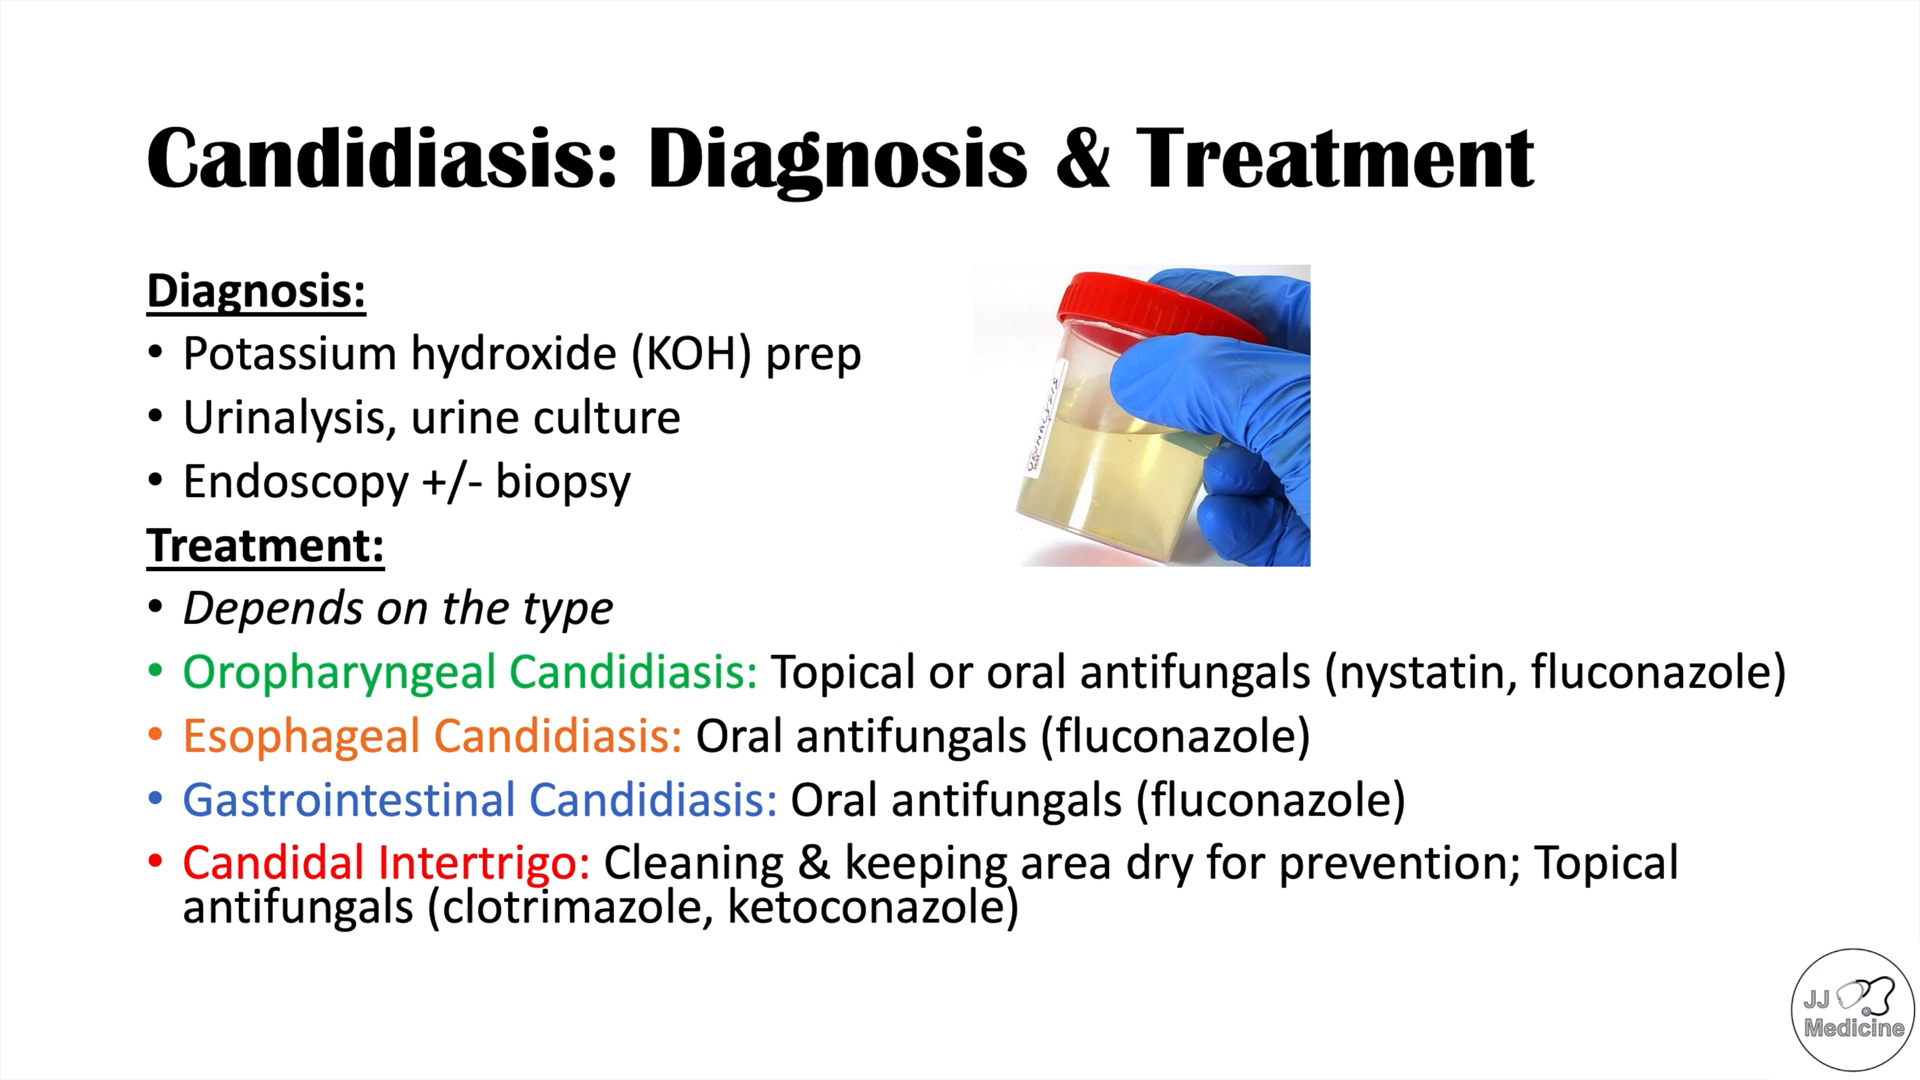 Candidiasis: Diagnosis & Treatment
Diagnosis:
• Potassium hydroxide (KOH) prep
• Urinalysis, urine culture
• Endoscopy +/- biopsy
URINALYSIS
Treatment:
• Depends on the type
• Oropharyngeal Candidiasis: Topical or oral antifungals (nystatin, fluconazole)
• Esophageal Candidiasis: Oral antifungals (fluconazole)
• Gastrointestinal Candidiasis: Oral antifungals (fluconazole)
• Candidal Intertrigo: Cleaning & keeping area dry for prevention; Topical
antifungals (clotrimazole, ketoconazole)
JJ
Medicine